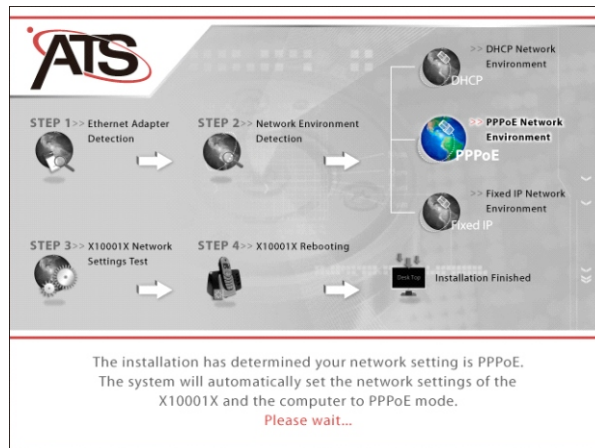 ATS
>> DHCP Network
Environment
DHCP
STEP 1>> Ethernet Adapter
Detection
STEP 2>> Network Environment
Detection
>> PPPoE Network
Environment
PPPoE
>> Fixed IP Network
Environment
Fixed IP
STEP 3>> X10001X Network
Settings Test
STEP 4>> X10001X Rebooting
Desk Top
Installation Finished
The installation has determined your network setting is PPPoE.
The system will automatically set the network settings of the
X10001X and the computer to PPPoE mode.
Please wait...